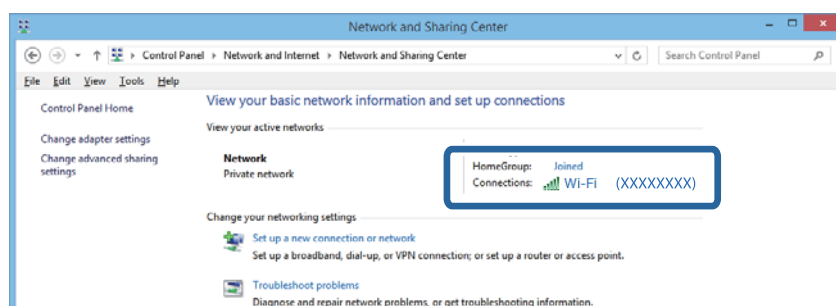 Network and Sharing Center
Control Panel Network and Internet Network and Sharing Center Search Control Panel
File Edit View Tools Help
Control Panel Home
Change adapter settings
Change advanced sharing
settings
View your basic network information and set up connections
View your active networks
Network
Private network
HomeGroup: Joined
Connections: Wi-Fi (XXXXXXXX)
Change your networking settings
Set up a new connection or network
Set up a broadband, dial-up, or VPN connection; or set up a router or access point.
Troubleshoot problems
Diagnose and repair network problems, or get troubleshooting information.